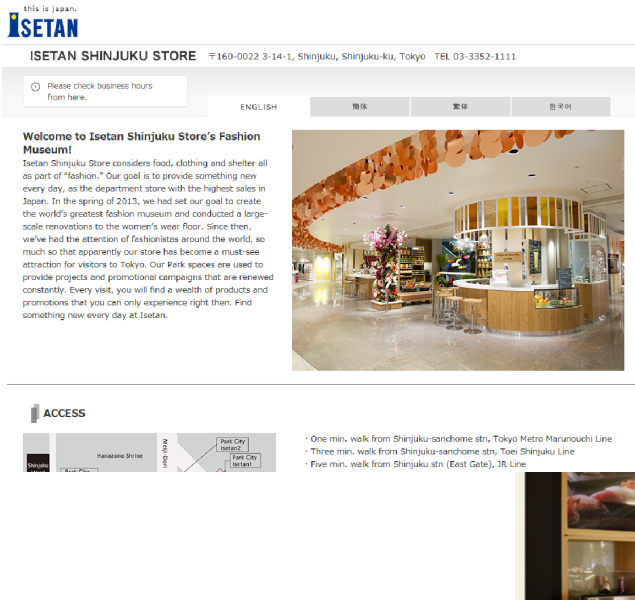 this is japan.
ISETAN
ISETAN SHINJUKU STORE 〒160-0022 3-14-1, Shinjuku, Shinjuku-ku, Tokyo TEL 03-3352-1111
Please check business hours
from here.
ENGLISH 簡体 繁体 한국어
Welcome to Isetan Shinjuku Store's Fashion
Museum!
Isetan Shinjuku Store considers food, clothing and shelter all
as part of “fashion.” Our goal is to provide something new
every day, as the department store with the highest sales in
Japan. In the spring of 2013, we had set our goal to create
the world's greatest fashion museum and conducted a large-
scale renovations to the women's wear floor. Since then,
we've had the attention of fashionistas around the world, so
much so that apparently our store has become a must-see
attraction for visitors to Tokyo. Our Park spaces are used to
provide projects and promotional campaigns that are renewed
constantly. Every visit, you will find a wealth of products and
promotions that you can only experience right then. Find
something new every day at Isetan.
ACCESS
Hanazono Shrine
Meiji-Dori
Park City
Isetan2
Park City
Isetan1
Shinjuku
Park City
· One min. walk from Shinjuku-sanchome stn, Tokyo Metro Marunouchi Line
· Three min. walk from Shinjuku-sanchome stn, Toei Shinjuku Line
· Five min. walk from Shinjuku stn (East Gate), JR Line